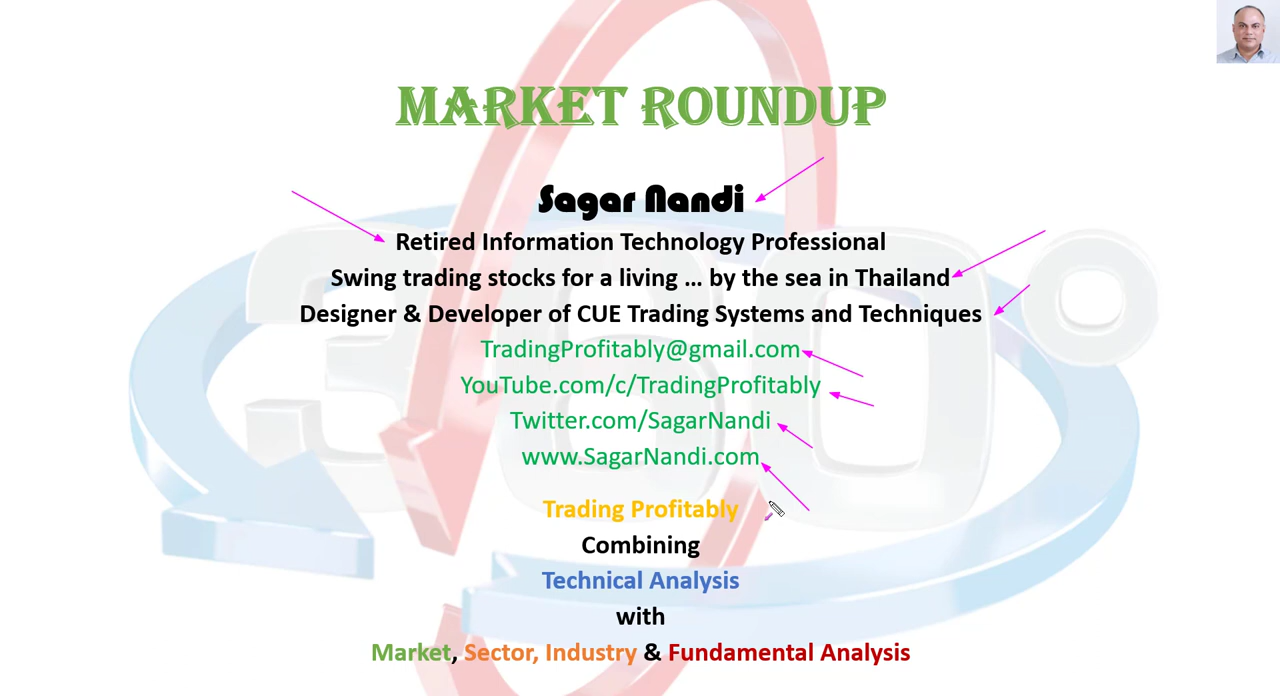 MARKET ROUNDUP
Sagar Nandi
Retired Information Technology Professional
Swing trading stocks for a living ... by the sea in Thailand
Designer & Developer of CUE Trading Systems and Techniques
TradingProfitably@gmail.com
YouTube.com/c/TradingProfitably
Twitter.com/SagarNandi
www.SagarNandi.com
Trading Profitably
Combining
Technical Analysis
with
Market, Sector, Industry & Fundamental Analysis
360°